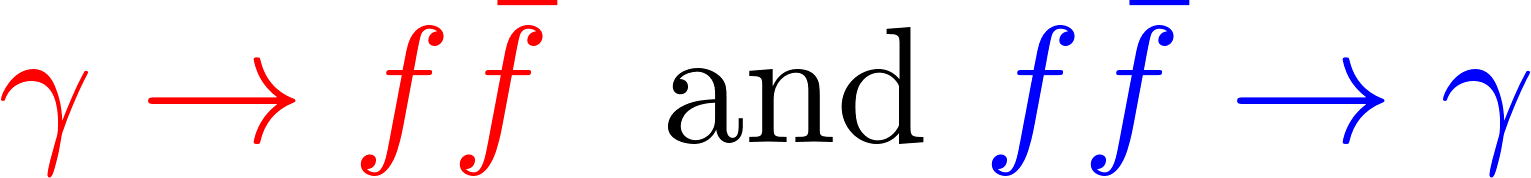 γ ⟶ f f̅ and f f̅ ⟶ γ